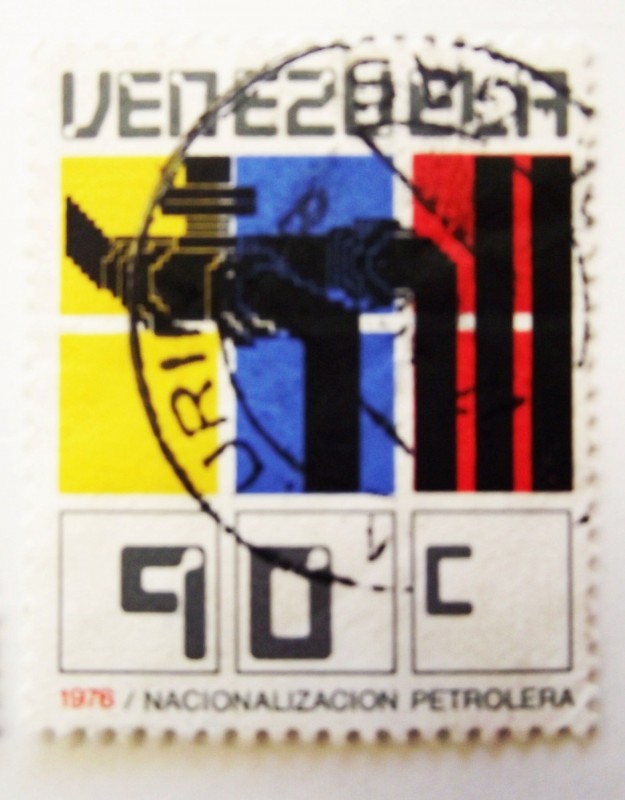 VENEZUELA
90 c
1976 / NACIONALIZACION PETROLERA